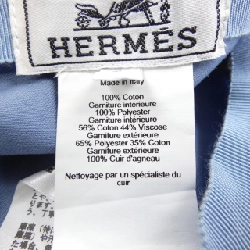 HERMÈS
Made in Italy
100% Coton
Garniture intérieure
100% Polyester
Garniture intérieure
56% Coton 44% Viscose
Garniture extérieure
65% Polyester 35% Coton
Garniture extérieure
100% Cuir d'agneau
Nettoyage par un spécialiste du
cuir